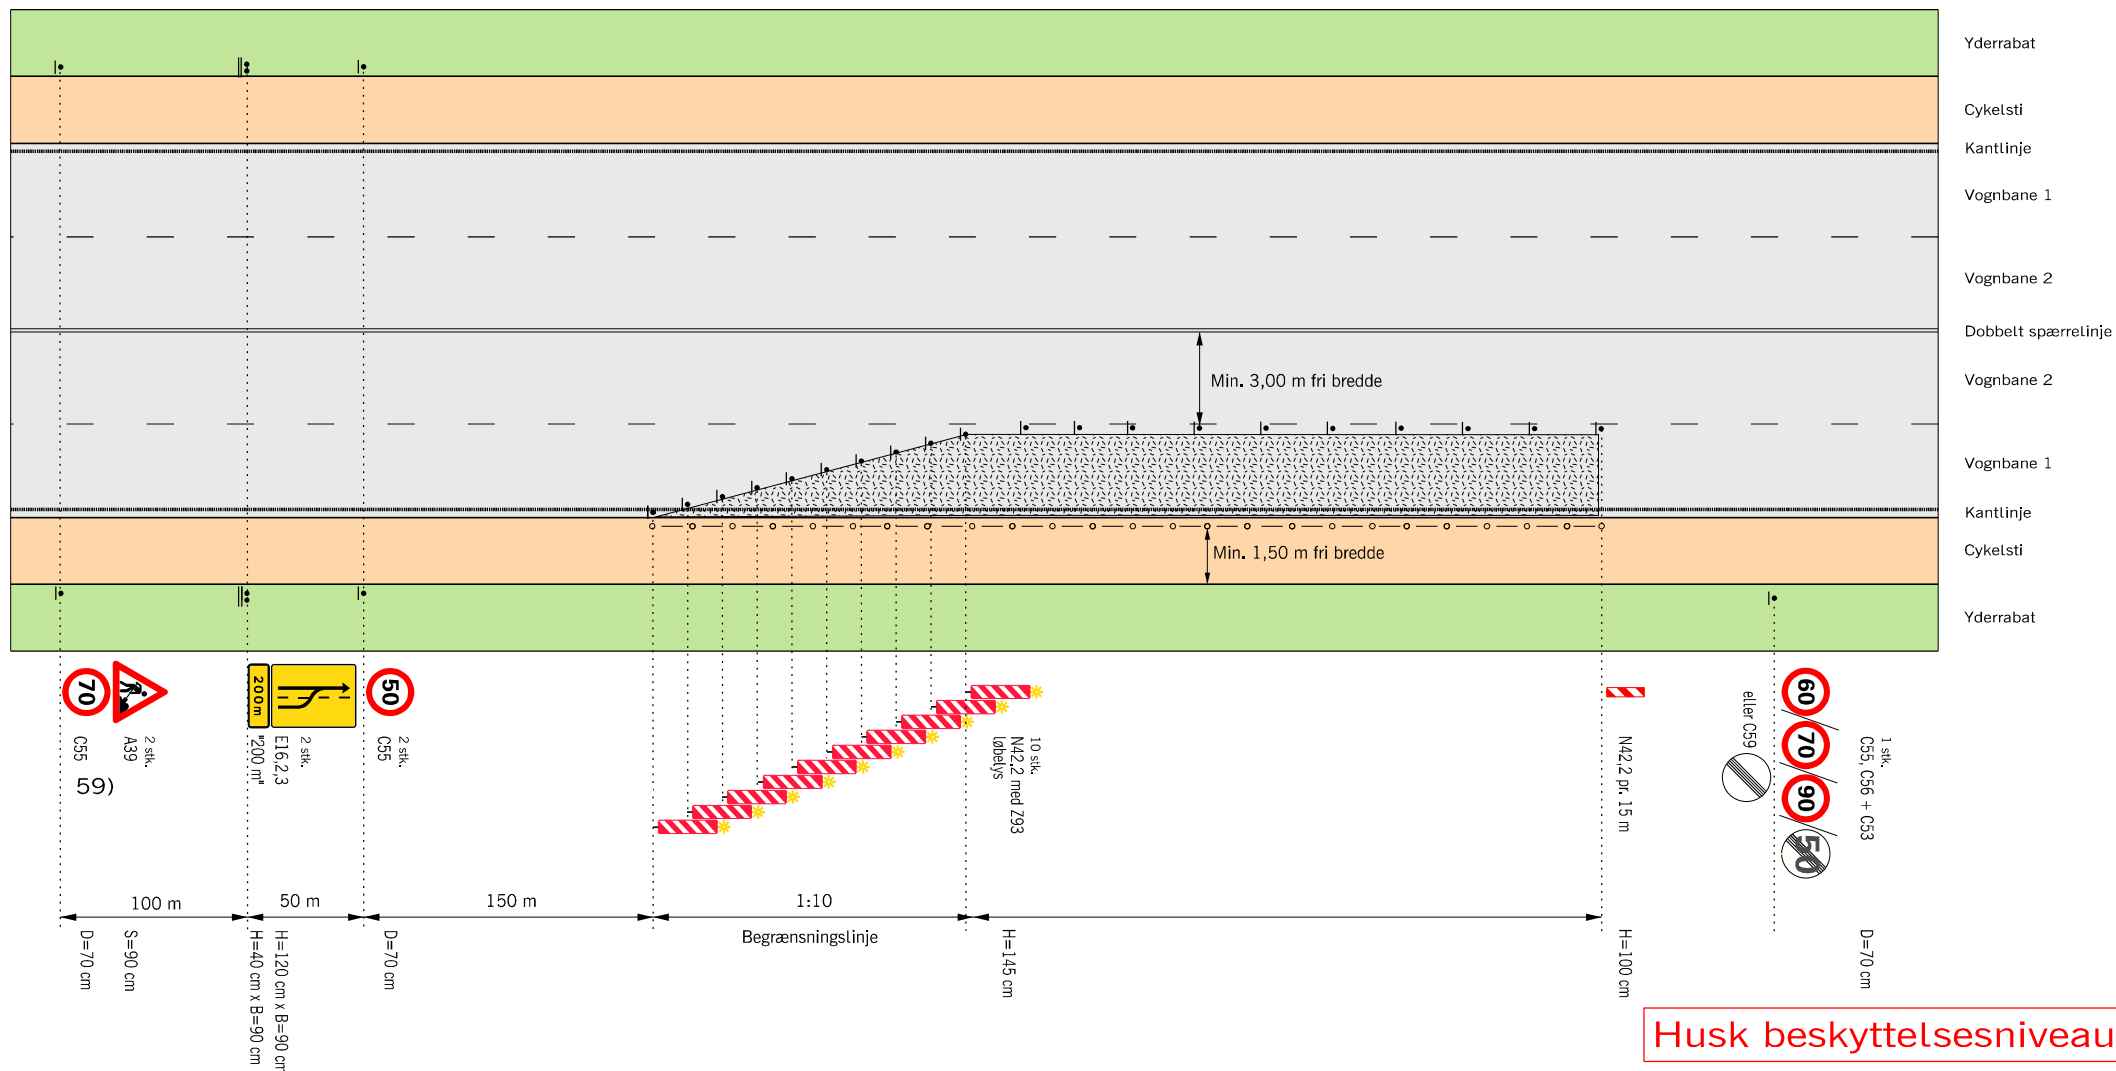 Yderrabat
Cykelsti
Kantlinje
Vognbane 1
Vognbane 2
Dobbelt spærrelinje
Vognbane 2
Vognbane 1
Kantlinje
Cykelsti
Yderrabat
Min. 3,00 m fri bredde
Min. 1,50 m fri bredde
70
2 stk.
A39
C55
59)
200m
2 stk.
E16,2,3
"200 m"
50
2 stk.
C55
10 stk.
N42.2 med Z93
løbelys
N42,2 pr. 15 m
eller C59
60
70
90
50
1 stk.
C55, C56 + C53
100 m
50 m
150 m
1:10
Begrænsningslinje
S=90 cm
D=70 cm
H=120 cm x B=90 cm
H=40 cm x B=90 cm
D=70 cm
H=145 cm
H=100 cm
D=70 cm
Husk beskyttelsesniveau